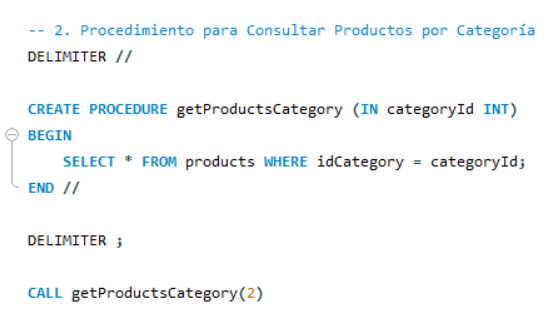 -- 2. Procedimiento para Consultar Productos por Categoría
DELIMITER //
CREATE PROCEDURE getProductsCategory (IN categoryId INT)
BEGIN
SELECT * FROM products WHERE idCategory = categoryId;
END //
DELIMITER ;
CALL getProductsCategory(2)